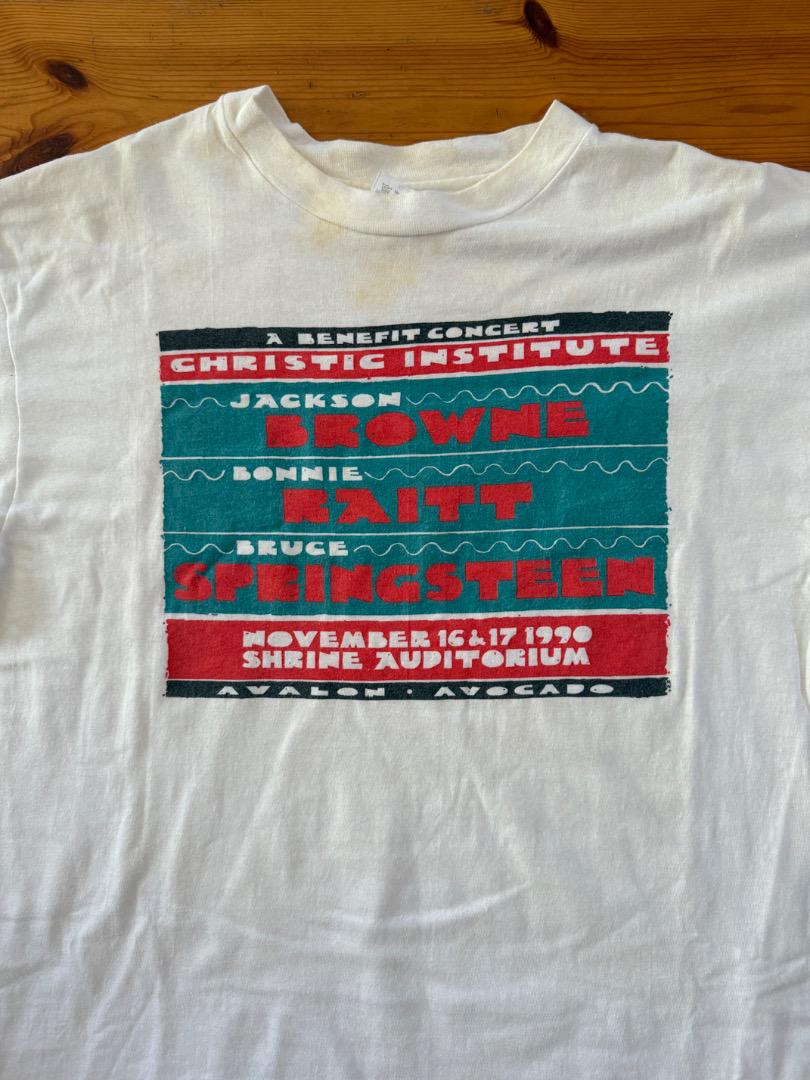 A BENEFIT CONCERT
CHRISTIC INSTITUTE
JACKSON
BROWNE
BONNIE
RAITT
BRUCE
SPRINGSTEEN
NOVEMBER 16 & 17 1990
SHRINE AUDITORIUM
AVALON · AVOCADO